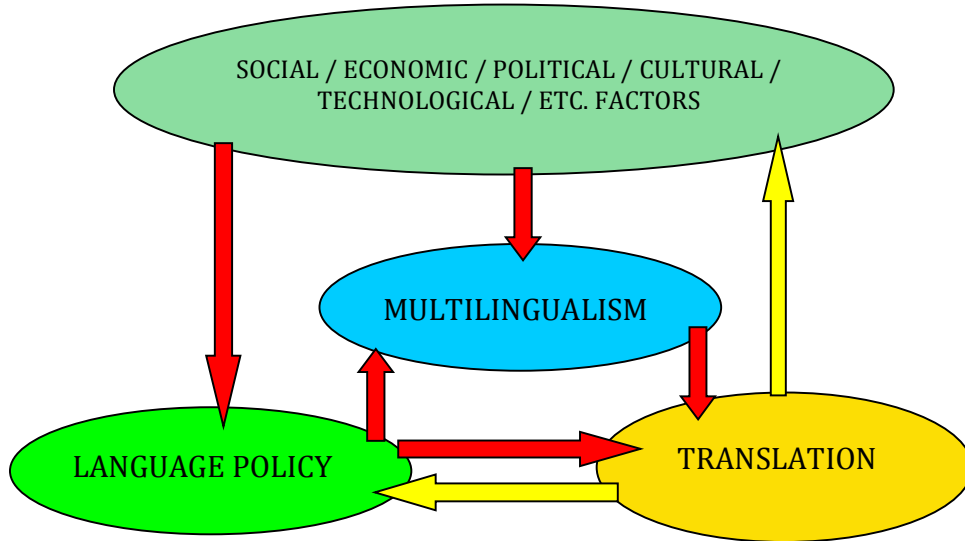 SOCIAL / ECONOMIC / POLITICAL / CULTURAL /
TECHNOLOGICAL / ETC. FACTORS
MULTILINGUALISM
LANGUAGE POLICY
TRANSLATION